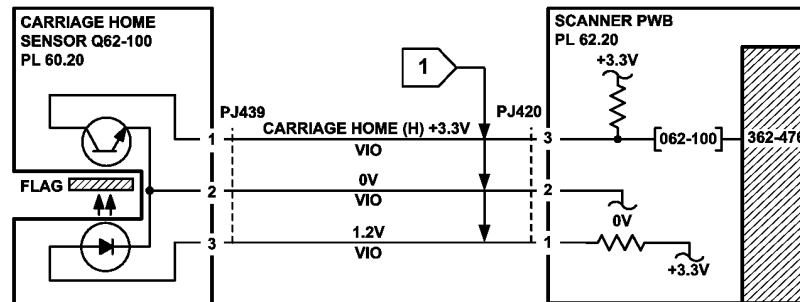 CARRIAGE HOME
SENSOR Q62-100
PL 60.20
FLAG
PJ439
1
2
3
1
CARRIAGE HOME (H) +3.3V
VIO
0V
VIO
1.2V
VIO
PJ420
3
2
1
SCANNER PWB
PL 62.20
+3.3V
062-100
362-476
0V
+3.3V